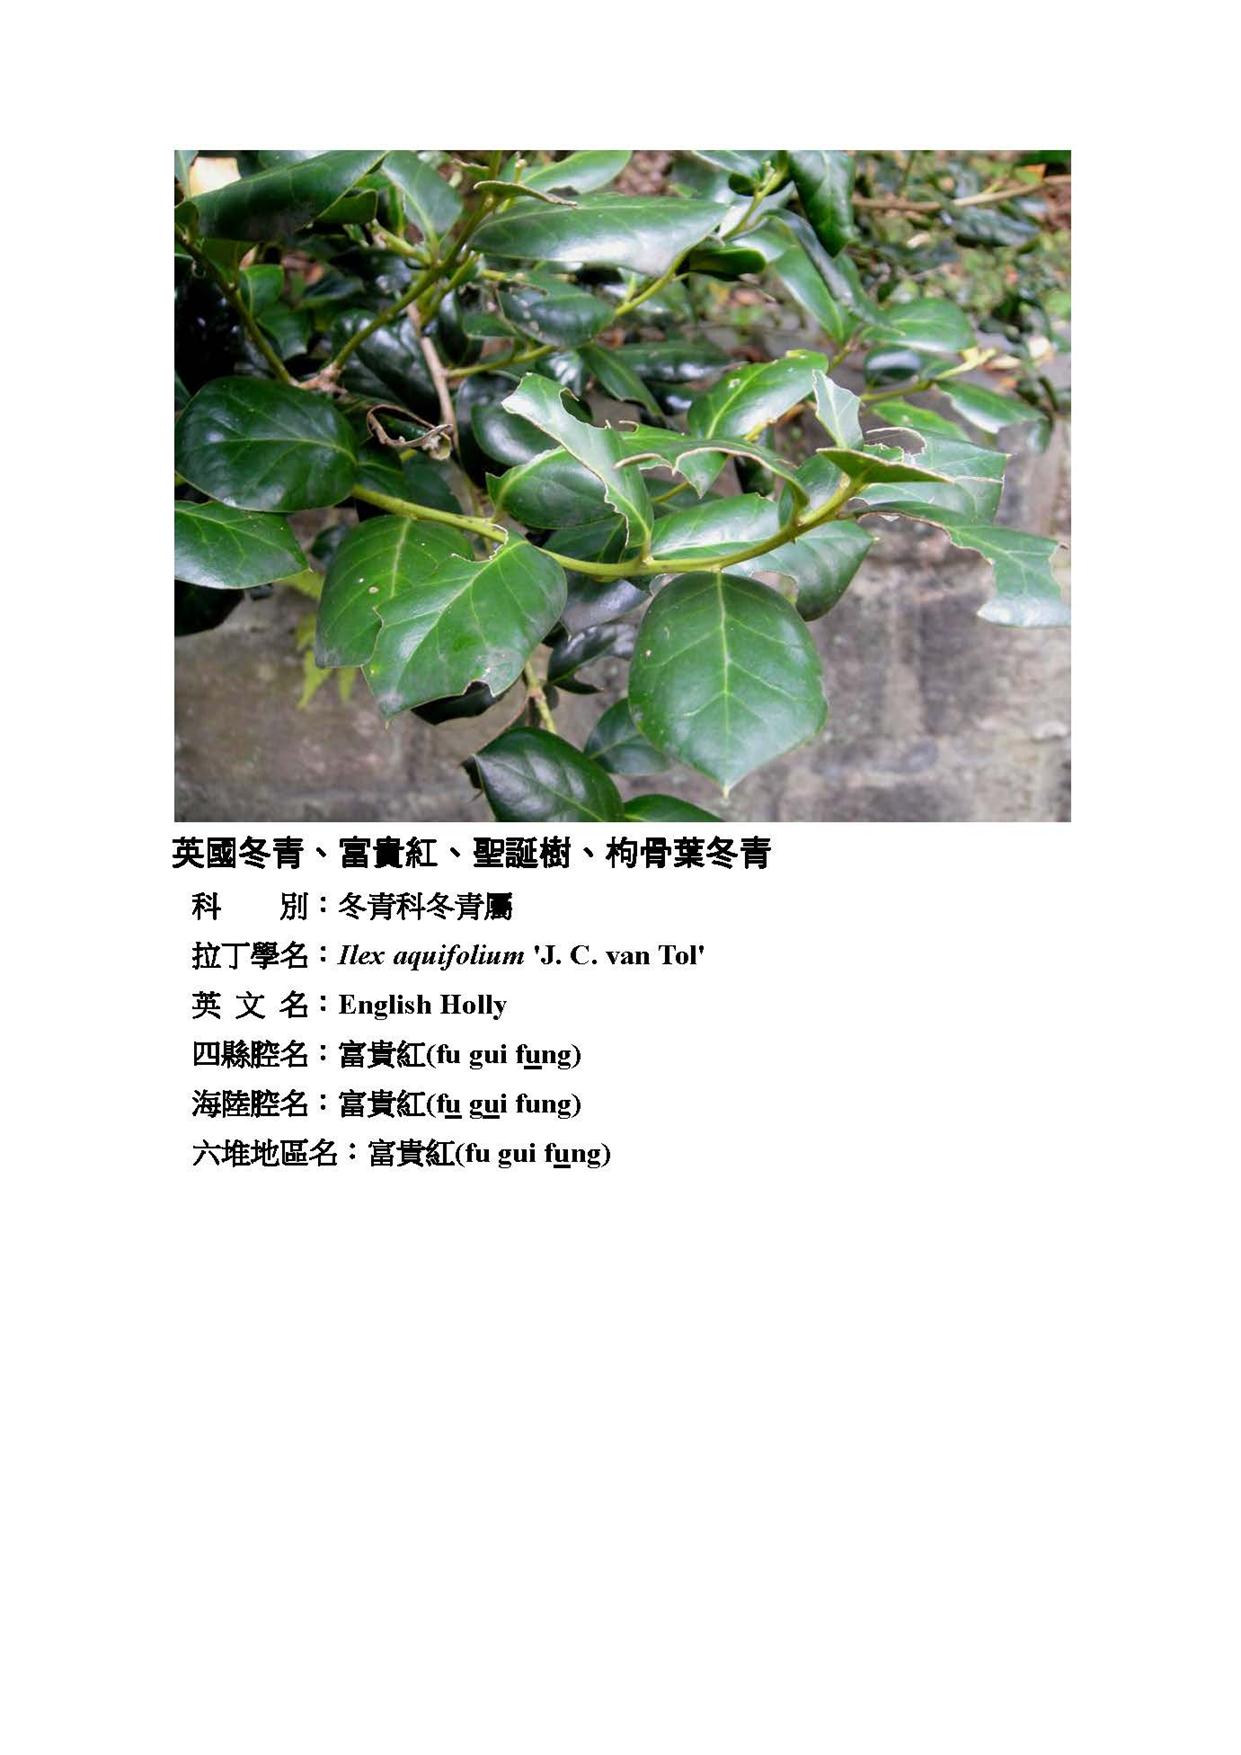 英國冬青、富貴紅、聖誕樹、枸骨葉冬青
科　　別：冬青科冬青屬
拉丁學名：Ilex aquifolium 'J. C. van Tol'
英 文 名：English Holly
四縣腔名：富貴紅(fu gui fung)
海陸腔名：富貴紅(fu gui fung)
六堆地區名：富貴紅(fu gui fung)